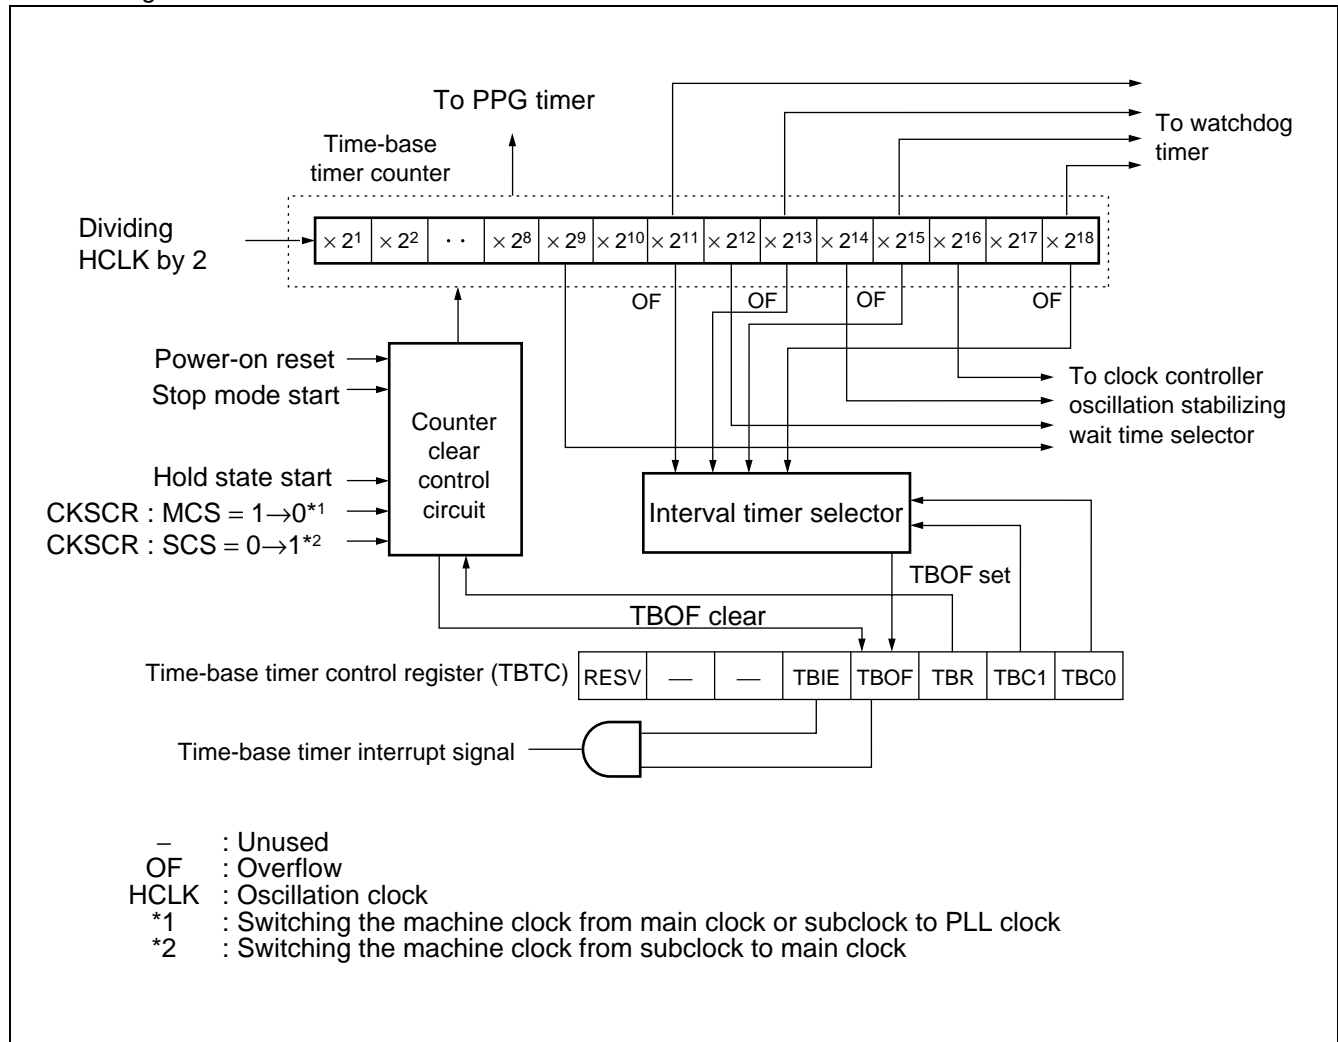 To PPG timer
Time-base
timer counter
To watchdog
timer
Dividing
HCLK by 2
× 2¹ × 2² ·· × 2⁸ × 2⁹ × 2¹⁰ × 2¹¹ × 2¹² × 2¹³ × 2¹⁴ × 2¹⁵ × 2¹⁶ × 2¹⁷ × 2¹⁸
OF OF OF OF
Power-on reset
Stop mode start
Hold state start
CKSCR : MCS = 1→0*1
CKSCR : SCS = 0→1*2
Counter
clear
control
circuit
To clock controller
oscillation stabilizing
wait time selector
Interval timer selector
TBOF set
TBOF clear
Time-base timer control register (TBTC) RESV — — TBIE TBOF TBR TBC1 TBC0
Time-base timer interrupt signal
– : Unused
OF : Overflow
HCLK : Oscillation clock
*1 : Switching the machine clock from main clock or subclock to PLL clock
*2 : Switching the machine clock from subclock to main clock